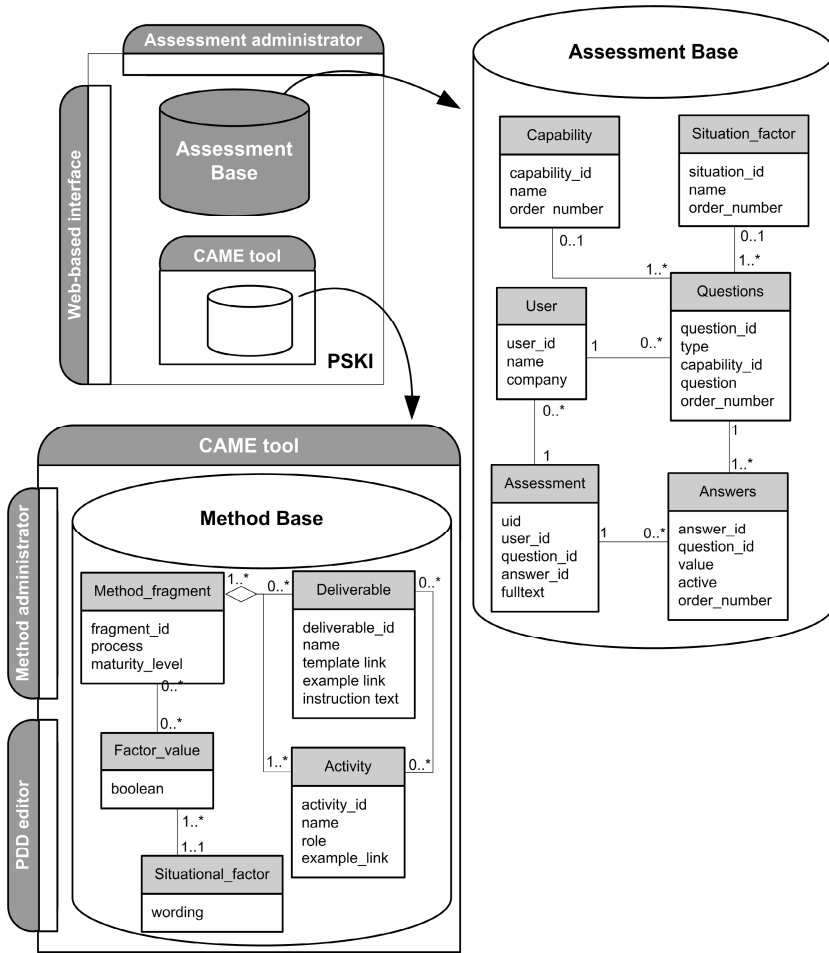 Assessment administrator
Web-based interface
Assessment
Base
CAME tool
PSKI
Assessment Base
Capability
capability_id
name
order_number
Situation_factor
situation_id
name
order_number
0..1
0..1
1..*
1..*
User
user_id
name
company
1
0..*
Questions
question_id
type
capability_id
question
order_number
0..*
1
1
1..*
Assessment
uid
user_id
question_id
answer_id
fulltext
1
0..*
Answers
answer_id
question_id
value
active
order_number
CAME tool
Method administrator
PDD editor
Method Base
Method_fragment
fragment_id
process
maturity_level
1..*
0..*
Deliverable
deliverable_id
name
template link
example link
instruction text
0..*
0..*
0..*
Factor_value
boolean
1..*
Activity
activity_id
name
role
example_link
0..*
1..*
1..1
Situational_factor
wording